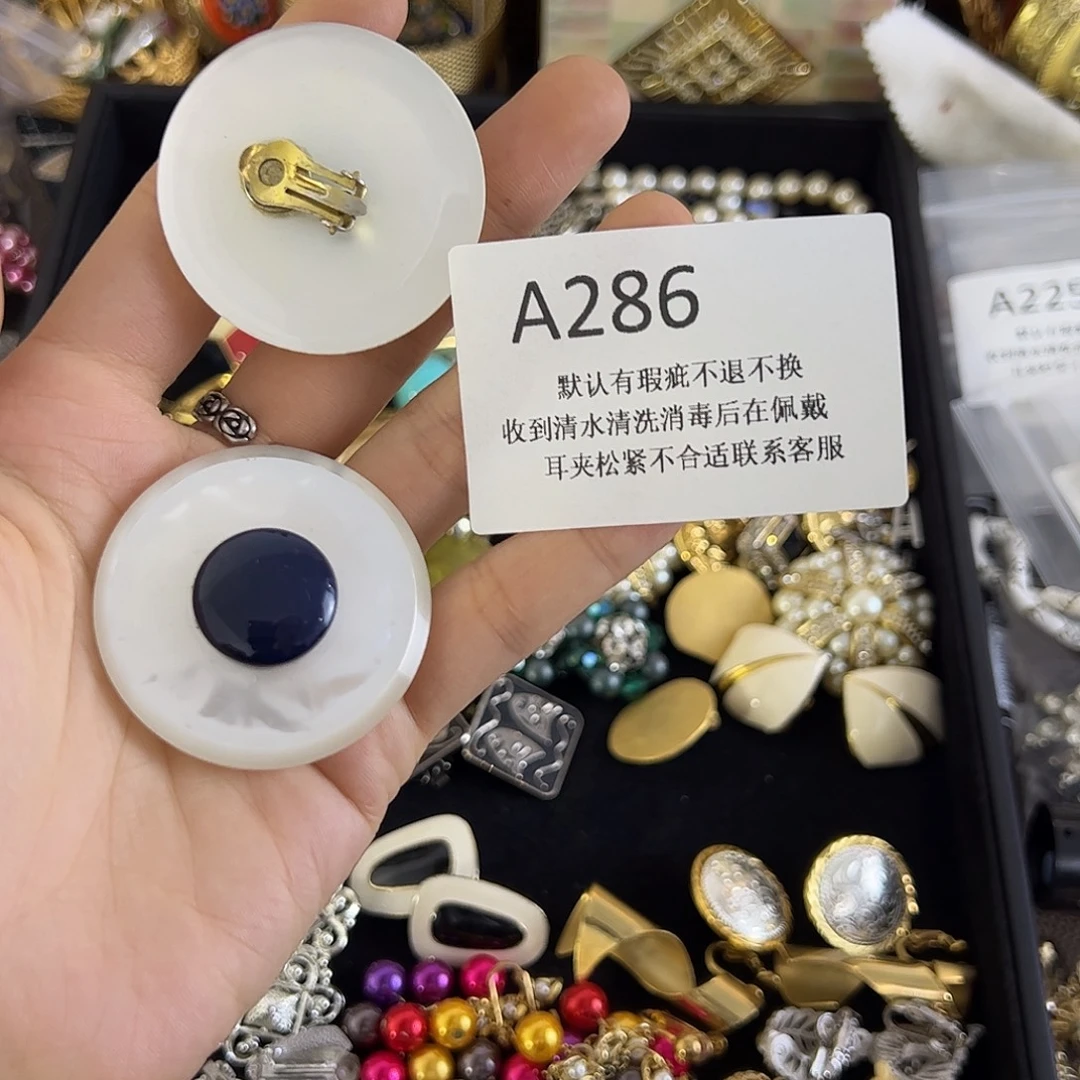 A286
默认有瑕疵不退不换
收到清水清洗消毒后在佩戴
耳夹松紧不合适联系客服
A225